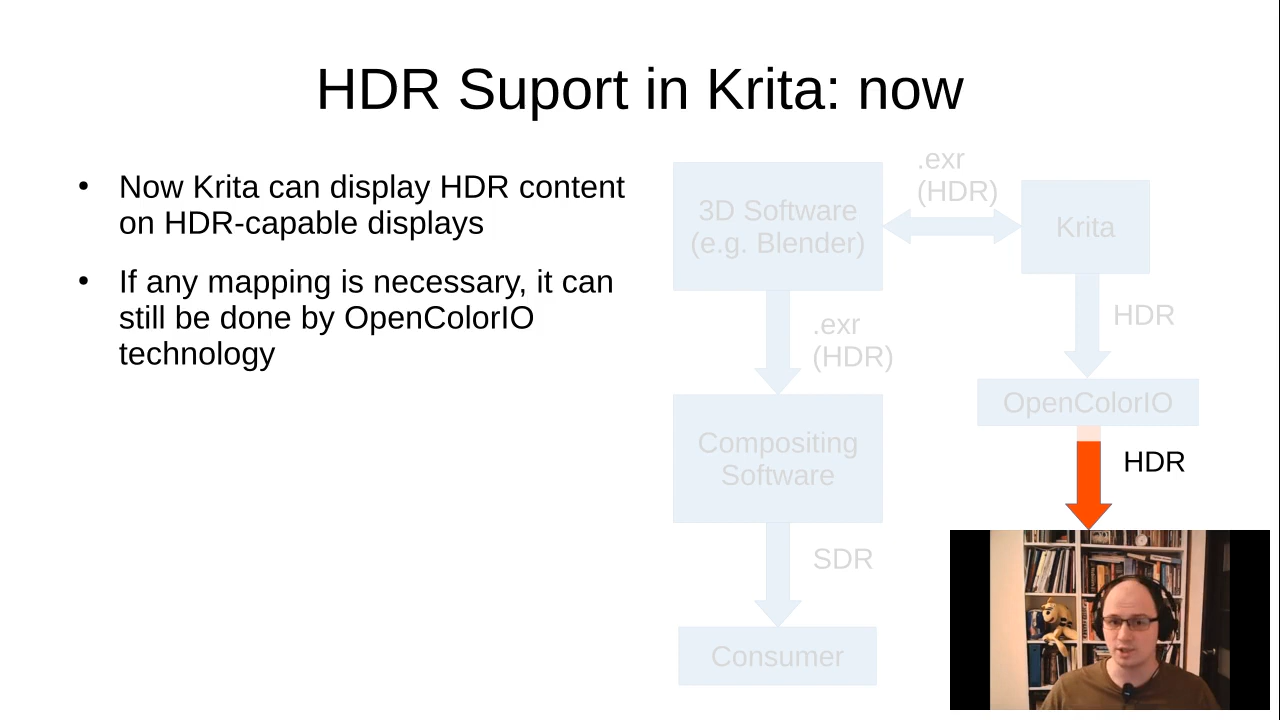 HDR Suport in Krita: now
• Now Krita can display HDR content
on HDR-capable displays
• If any mapping is necessary, it can
still be done by OpenColorIO
technology
3D Software
(e.g. Blender)
.exr
(HDR)
Krita
.exr
(HDR)
HDR
OpenColorIO
Compositing
Software
HDR
SDR
Consumer